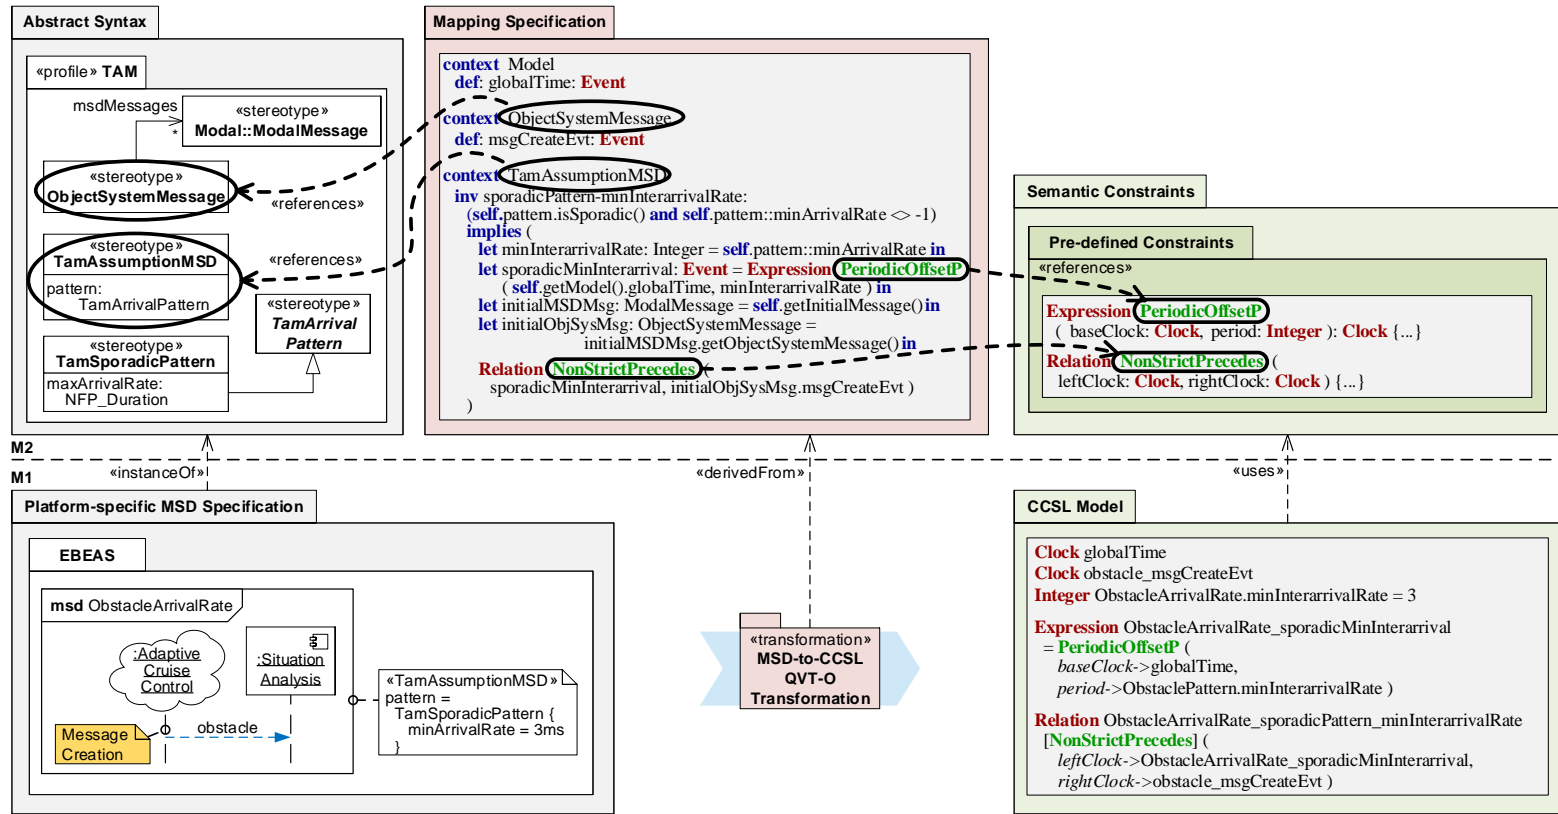 Abstract Syntax
«profile» TAM
msdMessages
*
«stereotype»
Modal::ModalMessage
«stereotype»
ObjectSystemMessage
«references»
«stereotype»
TamAssumptionMSD
pattern:
TamArrivalPattern
«references»
«stereotype»
TamArrival
Pattern
«stereotype»
TamSporadicPattern
maxArrivalRate:
NFP_Duration
Mapping Specification
context Model
def: globalTime: Event
context ObjectSystemMessage
def: msgCreateEvt: Event
context TamAssumptionMSD
inv sporadicPattern-minInterarrivalRate:
(self.pattern.isSporadic() and self.pattern::minArrivalRate <> -1)
implies (
let minInterarrivalRate: Integer = self.pattern::minArrivalRate in
let sporadicMinInterarrival: Event = Expression PeriodicOffsetP
( self.getModel().globalTime, minInterarrivalRate ) in
let initialMSDMsg: ModalMessage = self.getInitialMessage() in
let initialObjSysMsg: ObjectSystemMessage =
initialMSDMsg.getObjectSystemMessage() in
Relation NonStrictPrecedes (
sporadicMinInterarrival, initialObjSysMsg.msgCreateEvt )
)
Semantic Constraints
Pre-defined Constraints
«references»
Expression PeriodicOffsetP
( baseClock: Clock, period: Integer ): Clock {...}
Relation NonStrictPrecedes (
leftClock: Clock, rightClock: Clock ) {...}
M2
M1
«instanceOf»
«derivedFrom»
«uses»
Platform-specific MSD Specification
EBEAS
msd ObstacleArrivalRate
:Adaptive
Cruise
Control
:Situation
Analysis
obstacle
Message
Creation
«TamAssumptionMSD»
pattern =
TamSporadicPattern {
minArrivalRate = 3ms
}
«transformation»
MSD-to-CCSL
QVT-O
Transformation
CCSL Model
Clock globalTime
Clock obstacle_msgCreateEvt
Integer ObstacleArrivalRate.minInterarrivalRate = 3
Expression ObstacleArrivalRate_sporadicMinInterarrival
= PeriodicOffsetP (
baseClock->globalTime,
period->ObstaclePattern.minInterarrivalRate )
Relation ObstacleArrivalRate_sporadicPattern_minInterarrivalRate
[NonStrictPrecedes] (
leftClock->ObstacleArrivalRate_sporadicMinInterarrival,
rightClock->obstacle_msgCreateEvt )